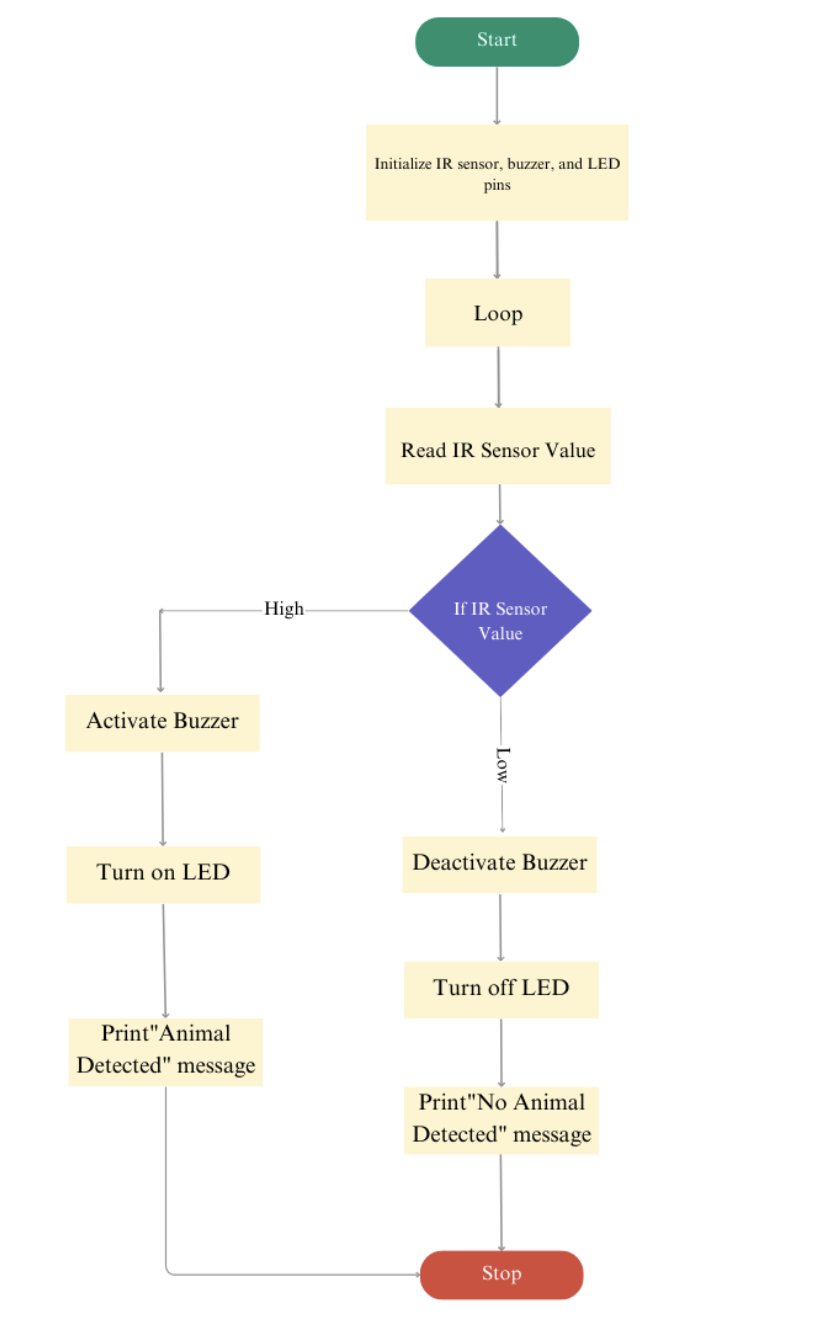 Start
Initialize IR sensor, buzzer, and LED
pins
Loop
Read IR Sensor Value
If IR Sensor
Value
High
Low
Activate Buzzer
Turn on LED
Print"Animal
Detected" message
Deactivate Buzzer
Turn off LED
Print"No Animal
Detected" message
Stop